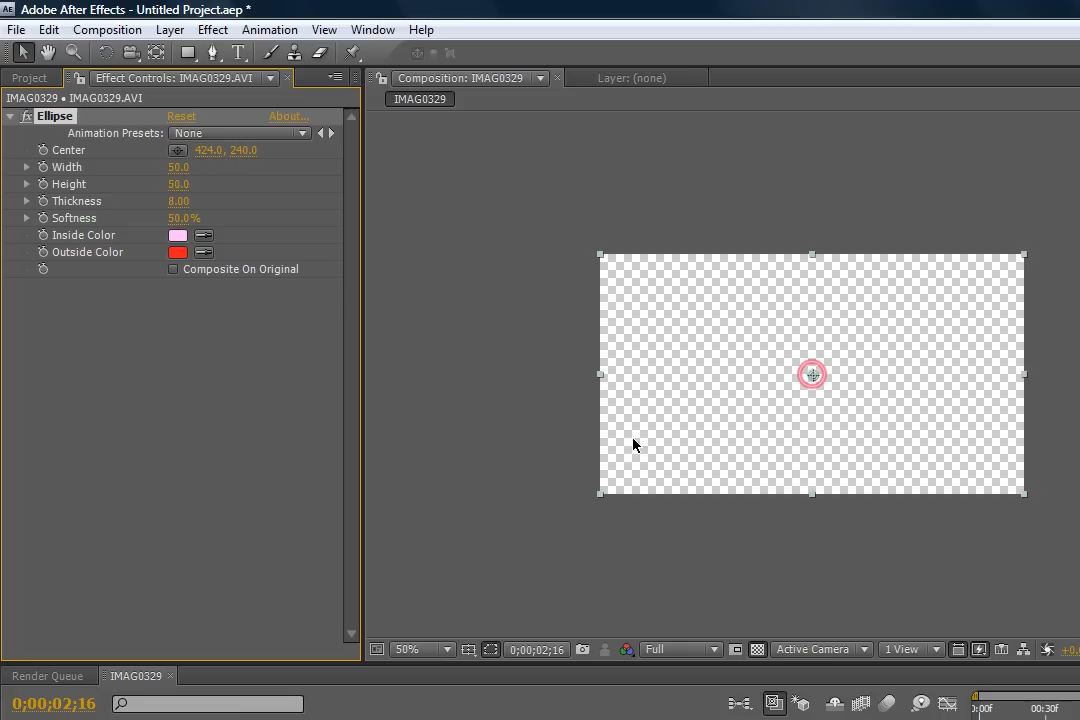 Adobe After Effects - Untitled Project.aep *
File Edit Composition Layer Effect Animation View Window Help
Project Effect Controls: IMAG0329.AVI Composition: IMAG0329 Layer: (none)
IMAG0329 • IMAG0329.AVI IMAG0329
fx Ellipse Reset About...
Animation Presets: None
Center 424.0, 240.0
Width 50.0
Height 50.0
Thickness 8.00
Softness 50.0%
Inside Color
Outside Color
Composite On Original
50% 0;00;02;16 Full Active Camera 1 View +0.
Render Queue IMAG0329
0;00;02;16 0:00f 00:30f